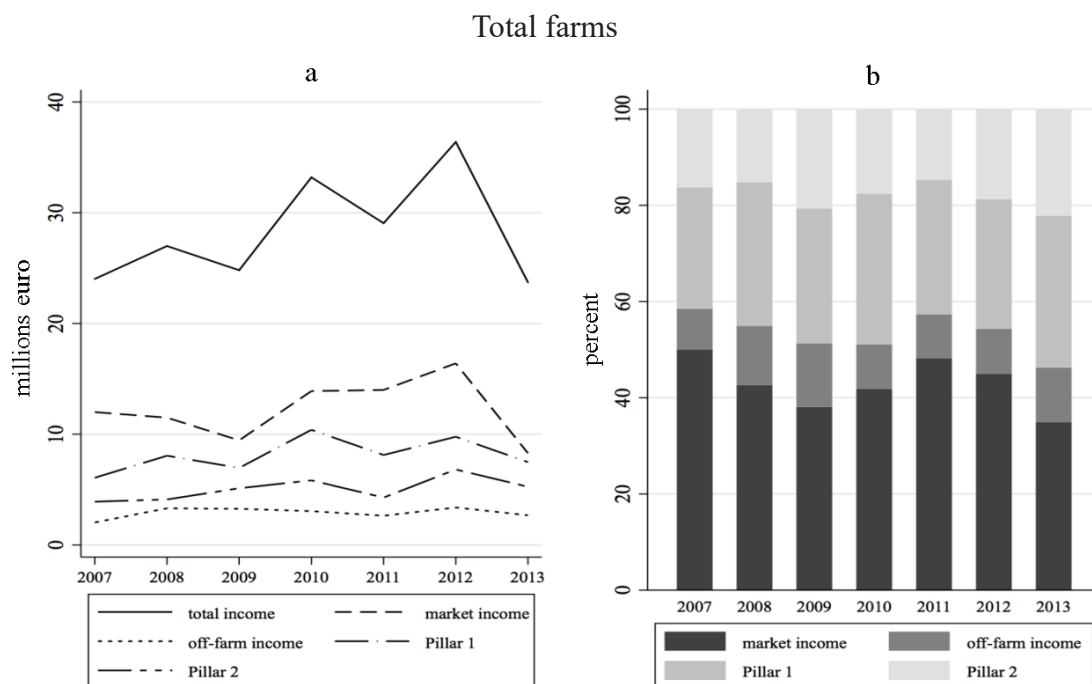 Total farms
a
millions euro
40
30
20
10
0
2007 2008 2009 2010 2011 2012 2013
total income market income
off-farm income Pillar 1
Pillar 2
b
percent
100
80
60
40
20
0
2007 2008 2009 2010 2011 2012 2013
market income off-farm income
Pillar 1 Pillar 2